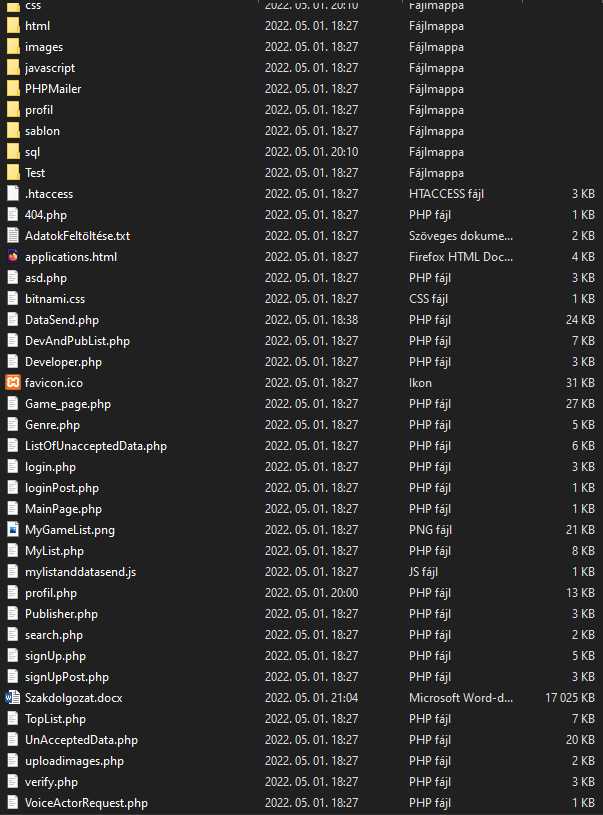 css 2022. 05. 01. 20:10 Fájlmappa
html 2022. 05. 01. 18:27 Fájlmappa
images 2022. 05. 01. 18:27 Fájlmappa
javascript 2022. 05. 01. 18:27 Fájlmappa
PHPMailer 2022. 05. 01. 18:27 Fájlmappa
profil 2022. 05. 01. 18:27 Fájlmappa
sablon 2022. 05. 01. 18:27 Fájlmappa
sql 2022. 05. 01. 20:10 Fájlmappa
Test 2022. 05. 01. 18:27 Fájlmappa
.htaccess 2022. 05. 01. 18:27 HTACCESS fájl 3 KB
404.php 2022. 05. 01. 18:27 PHP fájl 1 KB
AdatokFeltöltése.txt 2022. 05. 01. 18:27 Szöveges dokume... 2 KB
applications.html 2022. 05. 01. 18:27 Firefox HTML Doc... 4 KB
asd.php 2022. 05. 01. 18:27 PHP fájl 3 KB
bitnami.css 2022. 05. 01. 18:27 CSS fájl 1 KB
DataSend.php 2022. 05. 01. 18:38 PHP fájl 24 KB
DevAndPubList.php 2022. 05. 01. 18:27 PHP fájl 7 KB
Developer.php 2022. 05. 01. 18:27 PHP fájl 3 KB
favicon.ico 2022. 05. 01. 18:27 Ikon 31 KB
Game_page.php 2022. 05. 01. 18:27 PHP fájl 27 KB
Genre.php 2022. 05. 01. 18:27 PHP fájl 5 KB
ListOfUnacceptedData.php 2022. 05. 01. 18:27 PHP fájl 6 KB
login.php 2022. 05. 01. 18:27 PHP fájl 3 KB
loginPost.php 2022. 05. 01. 18:27 PHP fájl 1 KB
MainPage.php 2022. 05. 01. 18:27 PHP fájl 1 KB
MyGameList.png 2022. 05. 01. 18:27 PNG fájl 21 KB
MyList.php 2022. 05. 01. 18:27 PHP fájl 8 KB
mylistanddatasend.js 2022. 05. 01. 18:27 JS fájl 1 KB
profil.php 2022. 05. 01. 20:00 PHP fájl 13 KB
Publisher.php 2022. 05. 01. 18:27 PHP fájl 3 KB
search.php 2022. 05. 01. 18:27 PHP fájl 2 KB
signUp.php 2022. 05. 01. 18:27 PHP fájl 5 KB
signUpPost.php 2022. 05. 01. 18:27 PHP fájl 3 KB
Szakdolgozat.docx 2022. 05. 01. 21:04 Microsoft Word-d... 17 025 KB
TopList.php 2022. 05. 01. 18:27 PHP fájl 7 KB
UnAcceptedData.php 2022. 05. 01. 18:27 PHP fájl 20 KB
uploadimages.php 2022. 05. 01. 18:27 PHP fájl 2 KB
verify.php 2022. 05. 01. 18:27 PHP fájl 3 KB
VoiceActorRequest.php 2022. 05. 01. 18:27 PHP fájl 1 KB